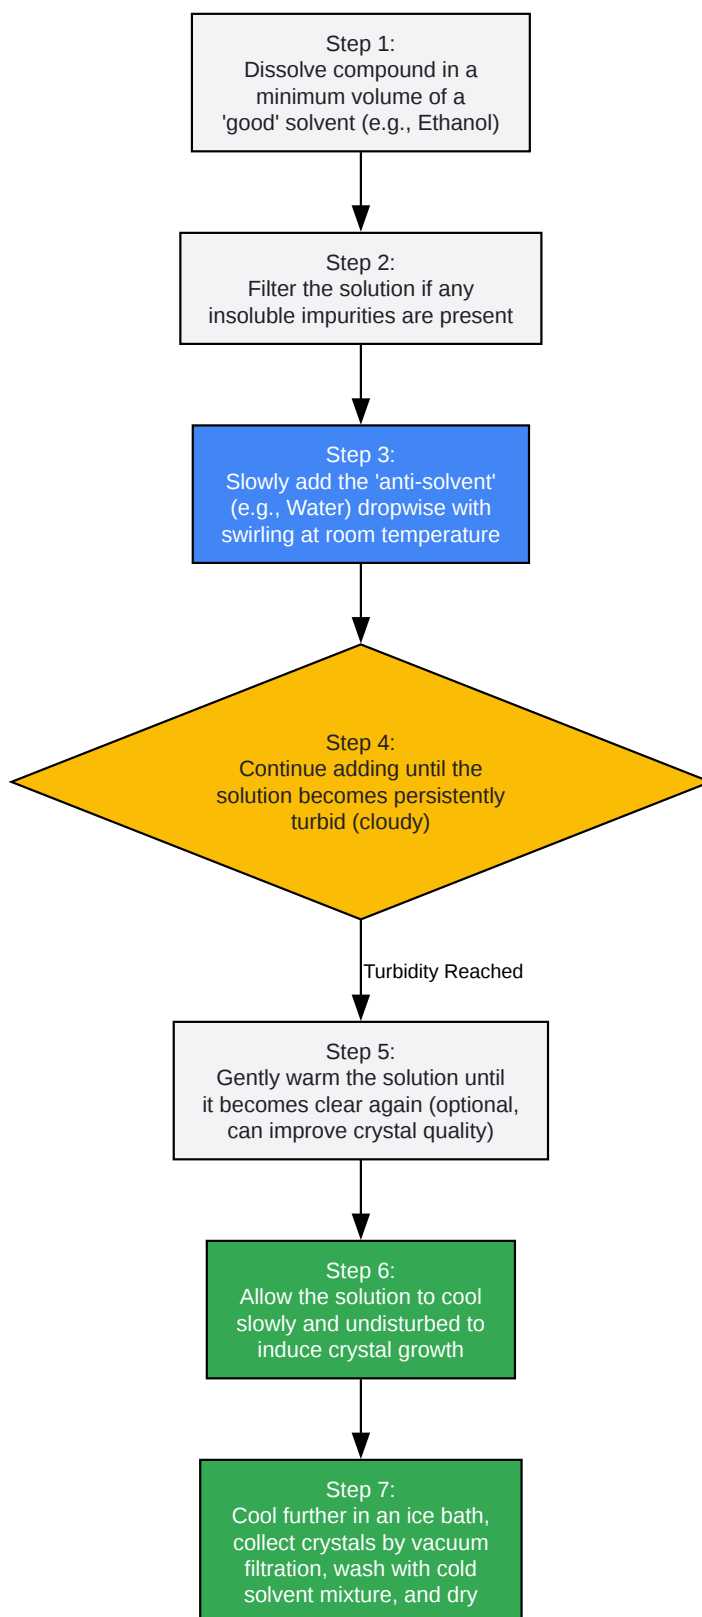 Step 1:
Dissolve compound in a
minimum volume of a
'good' solvent (e.g., Ethanol)
Step 2:
Filter the solution if any
insoluble impurities are present
Step 3:
Slowly add the 'anti-solvent'
(e.g., Water) dropwise with
swirling at room temperature
Step 4:
Continue adding until the
solution becomes persistently
turbid (cloudy)
Turbidity Reached
Step 5:
Gently warm the solution until
it becomes clear again (optional,
can improve crystal quality)
Step 6:
Allow the solution to cool
slowly and undisturbed to
induce crystal growth
Step 7:
Cool further in an ice bath,
collect crystals by vacuum
filtration, wash with cold
solvent mixture, and dry